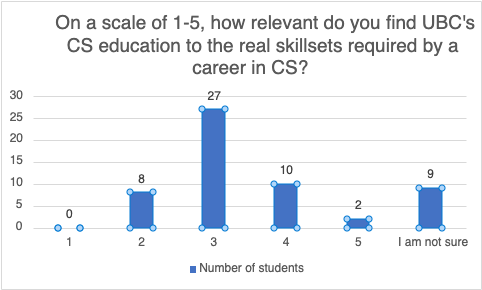 On a scale of 1-5, how relevant do you find UBC's
CS education to the real skillsets required by a
career in CS?
30
25
20
15
10
5
0
0
8
27
10
2
9
1 2 3 4 5 I am not sure
Number of students